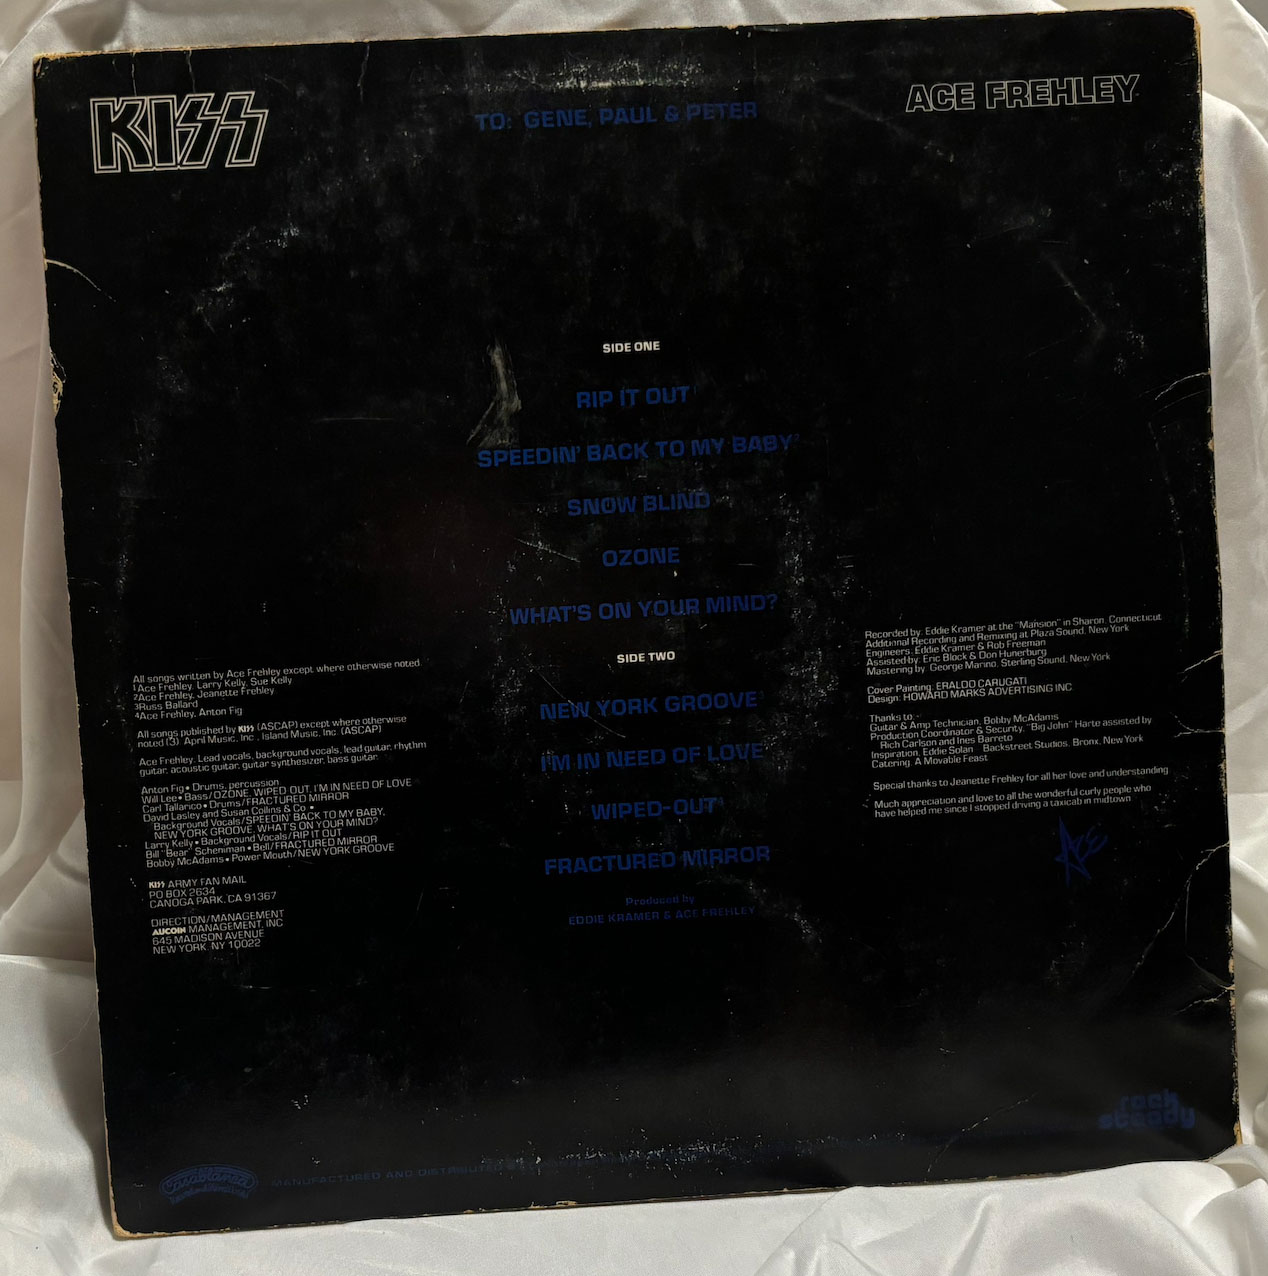 KISS
TO: GENE, PAUL & PETER
ACE FREHLEY
SIDE ONE
RIP IT OUT¹
SPEEDIN' BACK TO MY BABY²
SNOW BLIND
OZONE
WHAT'S ON YOUR MIND?
SIDE TWO
NEW YORK GROOVE³
I'M IN NEED OF LOVE
WIPED-OUT⁴
FRACTURED MIRROR
Produced by
EDDIE KRAMER & ACE FREHLEY
All songs written by Ace Frehley except where otherwise noted.
1Ace Frehley, Larry Kelly, Sue Kelly
2Ace Frehley, Jeanette Frehley
3Russ Ballard
4Ace Frehley, Anton Fig
All songs published by KISS (ASCAP) except where otherwise
noted (3) April Music, Inc., Island Music, Inc. (ASCAP)
Ace Frehley: Lead vocals, background vocals, lead guitar, rhythm
guitar, acoustic guitar, guitar synthesizer, bass guitar.
Anton Fig • Drums, percussion
Will Lee • Bass/OZONE, WIPED OUT, I'M IN NEED OF LOVE
Carl Tallarico • Drums/FRACTURED MIRROR
David Lasley and Susan Collins & Co •
Background Vocals/SPEEDIN' BACK TO MY BABY,
NEW YORK GROOVE, WHAT'S ON YOUR MIND?
Larry Kelly • Background Vocals/RIP IT OUT
Bill "Bear" Scheniman • Bell/FRACTURED MIRROR
Bobby McAdams • Power Mouth/NEW YORK GROOVE
KISS ARMY FAN MAIL
PO BOX 2634
CANOGA PARK, CA 91367
DIRECTION/MANAGEMENT
AUCOIN MANAGEMENT, INC
645 MADISON AVENUE
NEW YORK, NY 10022
Recorded by: Eddie Kramer at the "Mansion" in Sharon, Connecticut
Additional Recording and Remixing at Plaza Sound, New York
Engineers: Eddie Kramer & Rob Freeman
Assisted by: Eric Block & Don Hunerburg
Mastering by: George Marino, Sterling Sound, New York
Cover Painting: ERALDO CARUGATI
Design: HOWARD MARKS ADVERTISING INC
Thanks to:
Guitar & Amp Technician, Bobby McAdams
Production Coordinator & Security, "Big John" Harte assisted by
Rich Carlson and Ines Barreto
Inspiration, Eddie Solan Backstreet Studios, Bronx, New York
Catering: A Movable Feast
Special thanks to Jeanette Frehley for all her love and understanding
Much appreciation and love to all the wonderful curly people who
have helped me since I stopped driving a taxicab in midtown
Ace
rock
steady
Casablanca
MANUFACTURED AND DISTRIBUTED BY